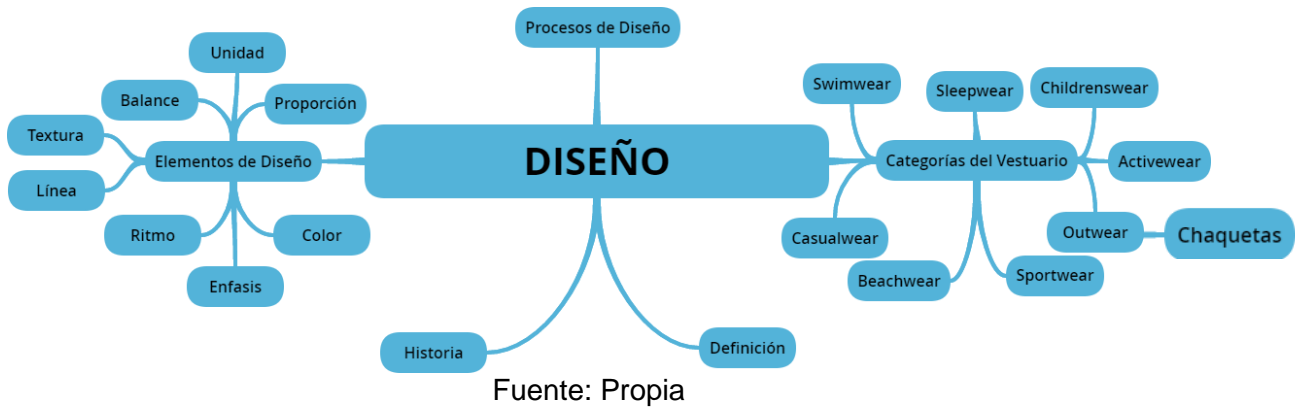 Procesos de Diseño
Unidad
Balance
Proporción
Textura
Elementos de Diseño
Línea
Ritmo
Color
Enfasis
DISEÑO
Swimwear
Sleepwear
Childrenswear
Categorías del Vestuario
Activewear
Casualwear
Outwear
Chaquetas
Beachwear
Sportwear
Historia
Definición
Fuente: Propia